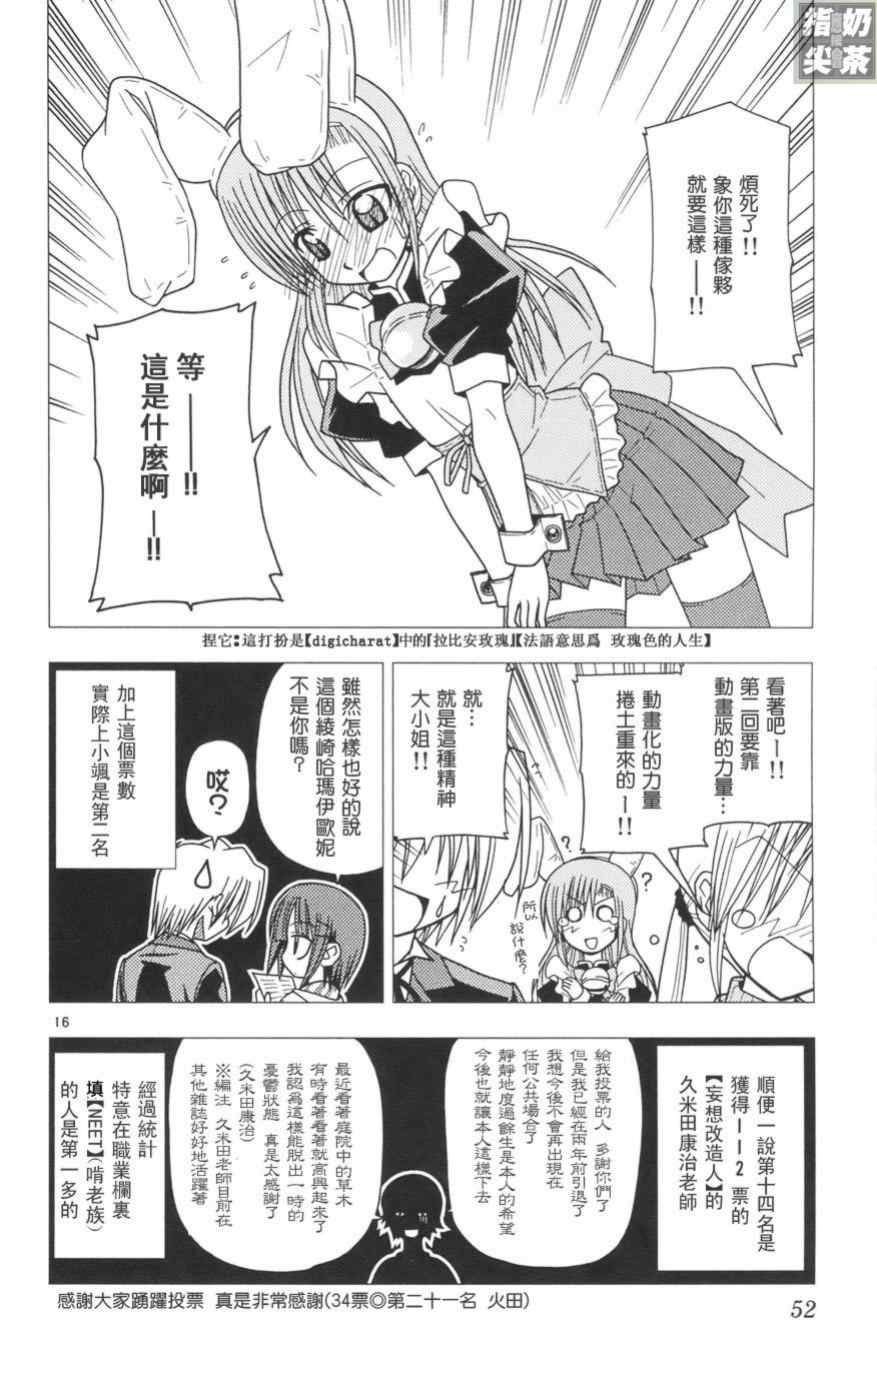 指奶
尖茶
煩死了!!
象你這種傢夥
就要這樣—!!
等——!!
這是什麼啊—!!
捏它:這打扮是【digicharat】中的『拉比安玫瑰』【法語意思爲 玫瑰色的人生】
看著吧—!!
第二回要靠
動畫版的力量…
動畫化的力量
捲土重來的—!!
就…
就是這種精神
大小姐!!
?
?
所以
說什麼?
雖然怎樣也好的說
這個綾崎哈瑪伊歐妮
不是你嗎?
哎?
加上這個票數
實際上小颯是第二名
16
順便一說第十四名是
獲得112票的
【妄想改造人】的
久米田康治老師
給我投票的人 多謝你們了
但是我已經在兩年前引退了
我想今後不會再出現在
任何公共場合了
靜靜地度過餘生是本人的希望
今後也就讓本人這樣下去
最近看著庭院中的草木
有時看著看著就高興起來了
我認爲這樣能脫出一時的
憂鬱狀態 真是太感謝了
(久米田康治)
※編注 久米田老師目前在
其他雜誌好好地活躍著
經過統計
特意在職業欄裏
填【NEET】(啃老族)
的人是第一多的
感謝大家踴躍投票 真是非常感謝(34票◎第二十一名 火田)
52